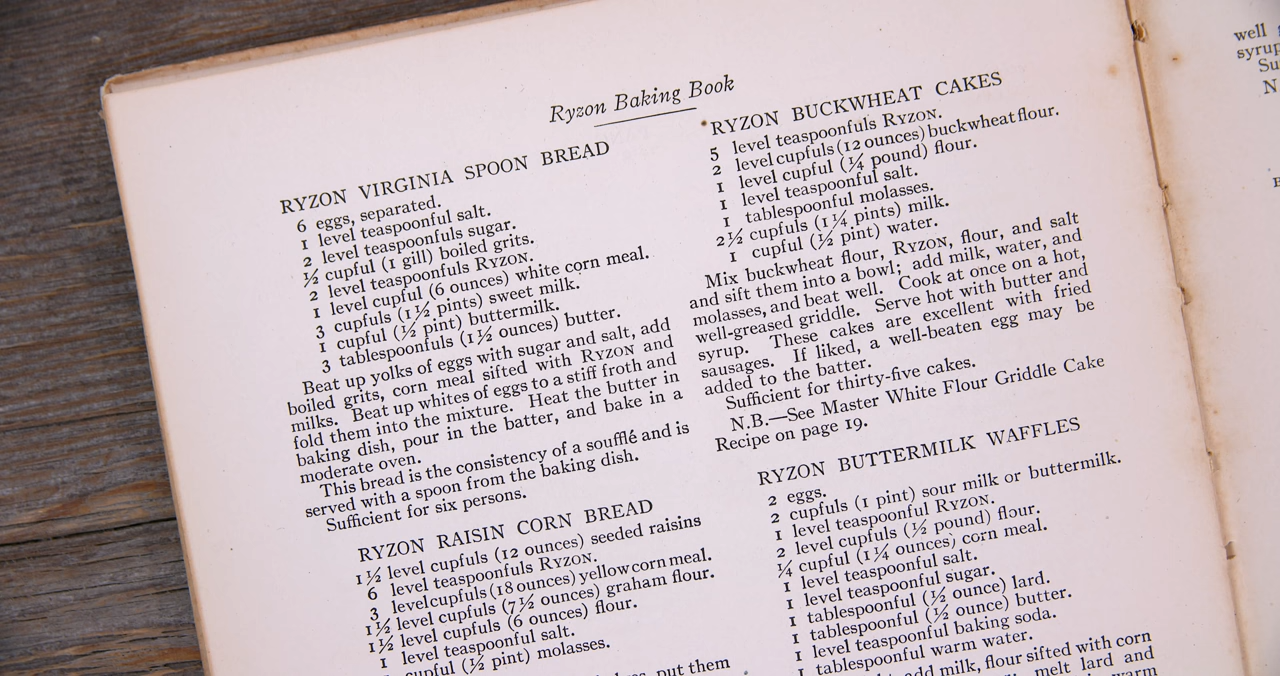 Ryzon Baking Book
RYZON VIRGINIA SPOON BREAD
6 eggs, separated.
1 level teaspoonful salt.
2 level teaspoonfuls sugar.
½ cupful (1 gill) boiled grits.
2 level teaspoonfuls RYZON.
1 level cupful (6 ounces) white corn meal.
3 cupfuls (1½ pints) sweet milk.
1 cupful (½ pint) buttermilk.
3 tablespoonfuls (1½ ounces) butter.
Beat up yolks of eggs with sugar and salt, add
boiled grits, corn meal sifted with RYZON and
milks. Beat up whites of eggs to a stiff froth and
fold them into the mixture. Heat the butter in
baking dish, pour in the batter, and bake in a
moderate oven.
This bread is the consistency of a soufflé and is
served with a spoon from the baking dish.
Sufficient for six persons.
RYZON RAISIN CORN BREAD
1½ level cupfuls (12 ounces) seeded raisins
6 level teaspoonfuls RYZON.
3 level cupfuls (18 ounces) yellow corn meal.
1½ level cupfuls (7½ ounces) graham flour.
1½ level cupfuls (6 ounces) flour.
1 level teaspoonful salt.
cupful (½ pint) molasses.
put them
RYZON BUCKWHEAT CAKES
5 level teaspoonfuls RYZON.
2 level cupfuls (12 ounces) buckwheat flour.
1 level cupful (¼ pound) flour.
1 level teaspoonful salt.
1 tablespoonful molasses.
2½ cupfuls (1¼ pints) milk.
1 cupful (½ pint) water.
Mix buckwheat flour, RYZON, flour, and salt
and sift them into a bowl; add milk, water, and
molasses, and beat well. Cook at once on a hot,
well-greased griddle. Serve hot with butter and
syrup. These cakes are excellent with fried
sausages. If liked, a well-beaten egg may be
added to the batter.
Sufficient for thirty-five cakes.
N.B.—See Master White Flour Griddle Cake
Recipe on page 19.
RYZON BUTTERMILK WAFFLES
2 eggs.
2 cupfuls (1 pint) sour milk or buttermilk.
1 level teaspoonful RYZON.
2 level cupfuls (½ pound) flour.
¼ cupful (1¼ ounces) corn meal.
1 level teaspoonful salt.
1 level teaspoonful sugar.
1 tablespoonful (½ ounce) lard.
1 tablespoonful (½ ounce) butter.
1 level teaspoonful baking soda.
1 tablespoonful warm water.
add milk, flour sifted with corn
melt lard and
warm
well
syrup
Su
N